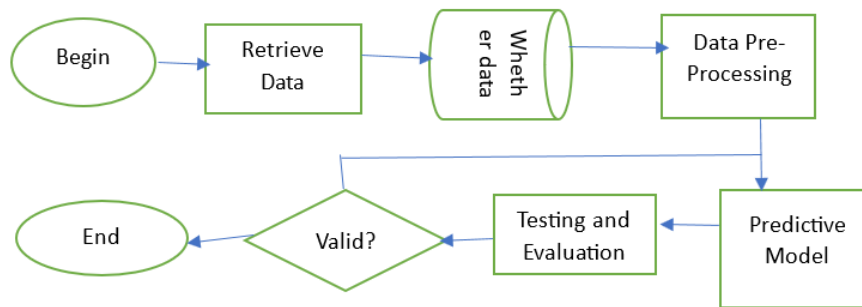 Begin
Retrieve
Data
Wheth
er data
Data Pre-
Processing
End
Valid?
Testing and
Evaluation
Predictive
Model